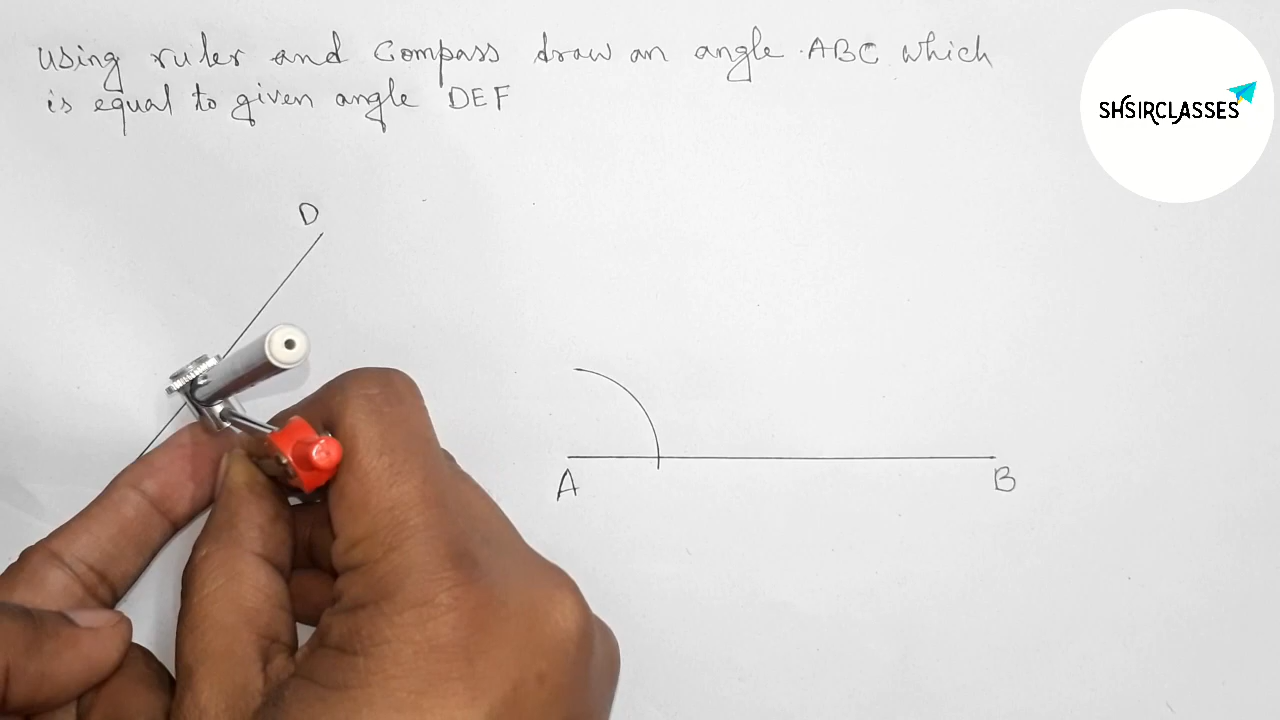 using ruler and Compass draw an angle ABC which
is equal to given angle DEF
SHSIRCLASSES
D
A
B